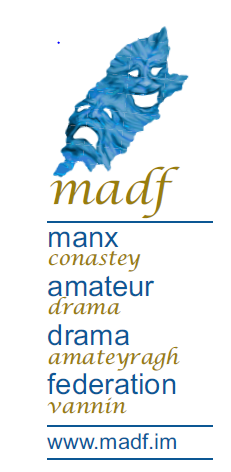 madf
manx
conastey
amateur
drama
drama
amateyragh
federation
vannin
www.madf.im